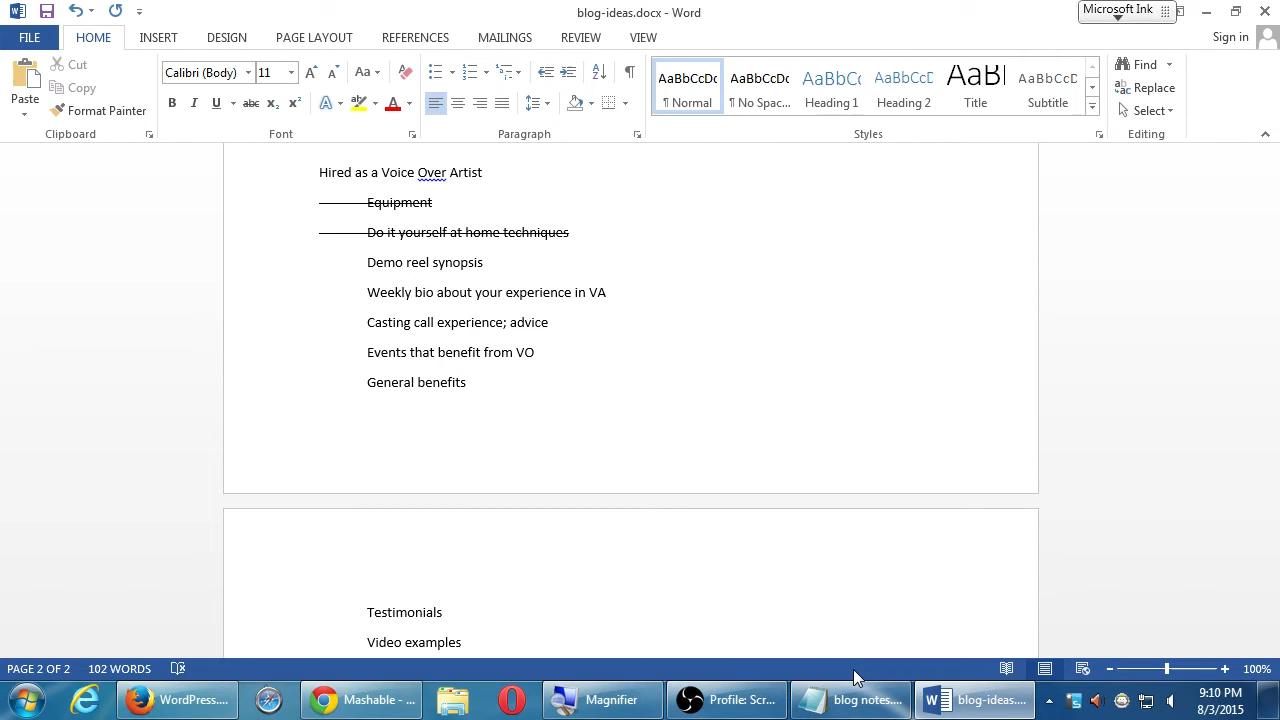 blog-ideas.docx - Word
Microsoft Ink
FILE HOME INSERT DESIGN PAGE LAYOUT REFERENCES MAILINGS REVIEW VIEW Sign in
Paste
Cut
Copy
Format Painter
Clipboard
Calibri (Body) 11
Aa
B I U abc x₂ x²
A A
Font
Paragraph
AaBbCcDc AaBbCcDc AaBbCc AaBbCcD AaB AaBbCcD
¶ Normal ¶ No Spac... Heading 1 Heading 2 Title Subtitle
Styles
Find
Replace
Select
Editing
Hired as a Voice Over Artist
Equipment
Do it yourself at home techniques
Demo reel synopsis
Weekly bio about your experience in VA
Casting call experience; advice
Events that benefit from VO
General benefits
Testimonials
Video examples
PAGE 2 OF 2 102 WORDS 100%
WordPress.... Mashable - ... Magnifier Profile: Scr... blog notes.... blog-ideas....
9:10 PM
8/3/2015